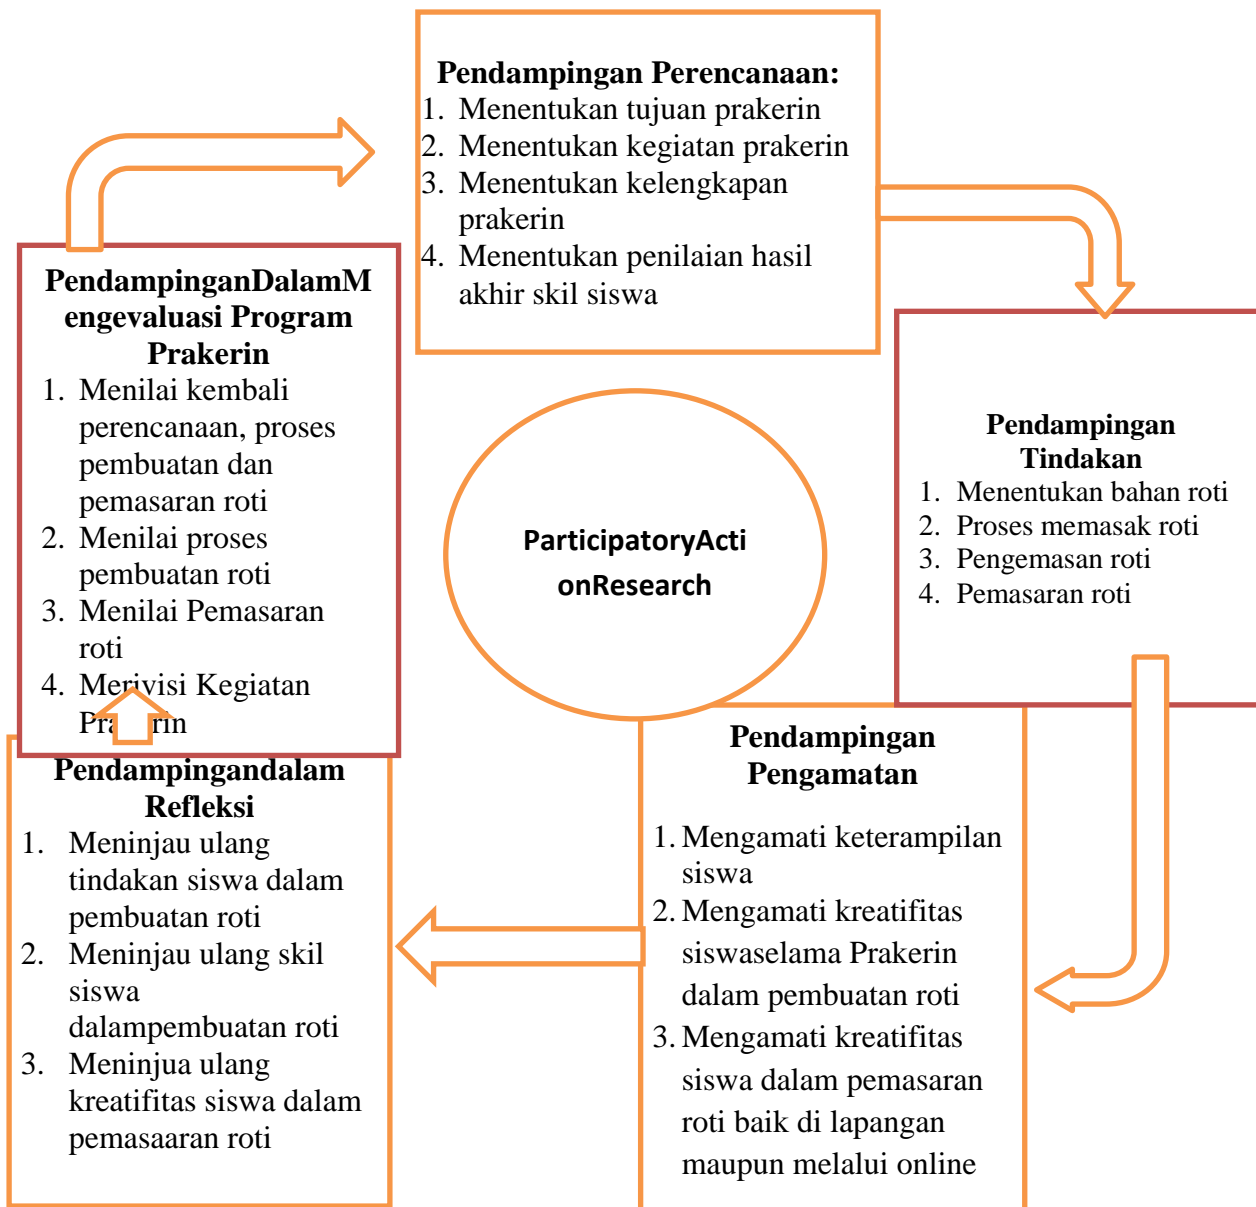 Pendampingan Perencanaan:
1. Menentukan tujuan prakerin
2. Menentukan kegiatan prakerin
3. Menentukan kelengkapan
prakerin
4. Menentukan penilaian hasil
akhir skil siswa
Pendampingan
Tindakan
1. Menentukan bahan roti
2. Proses memasak roti
3. Pengemasan roti
4. Pemasaran roti
Pendampingan
Pengamatan
1. Mengamati keterampilan
siswa
2. Mengamati kreatifitas
siswaselama Prakerin
dalam pembuatan roti
3. Mengamati kreatifitas
siswa dalam pemasaran
roti baik di lapangan
maupun melalui online
Pendampingandalam
Refleksi
1. Meninjau ulang
tindakan siswa dalam
pembuatan roti
2. Meninjau ulang skil
siswa
dalampembuatan roti
3. Meninjua ulang
kreatifitas siswa dalam
pemasaaran roti
PendampinganDalamM
engevaluasi Program
Prakerin
1. Menilai kembali
perencanaan, proses
pembuatan dan
pemasaran roti
2. Menilai proses
pembuatan roti
3. Menilai Pemasaran
roti
4. Merivisi Kegiatan
Prakerin
ParticipatoryActi
onResearch